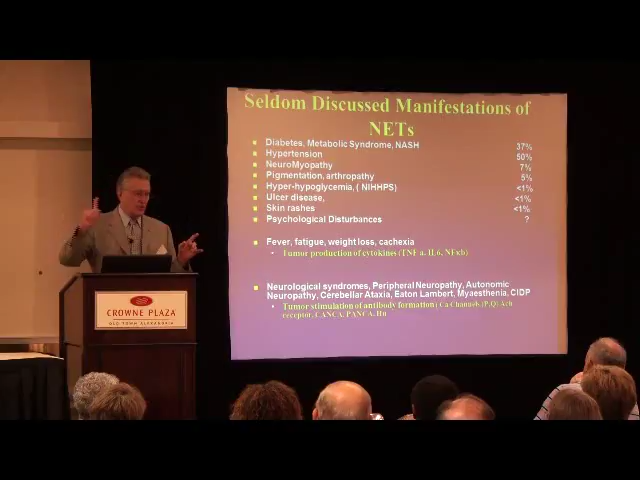 Seldom Discussed Manifestations of
NETs
Diabetes, Metabolic Syndrome, NASH 37%
Hypertension 50%
NeuroMyopathy 7%
Pigmentation, arthropathy 5%
Hyper-hypoglycemia, ( NIHHPS) <1%
Ulcer disease, <1%
Skin rashes <1%
Psychological Disturbances ?
Fever, fatigue, weight loss, cachexia
Tumor production of cytokines (TNF a, IL6, NFκb)
Neurological syndromes, Peripheral Neuropathy, Autonomic
Neuropathy, Cerebellar Ataxia, Eaton Lambert, Myaesthenia, CIDP
Tumor stimulation of antibody formation) Ca Channels (P,Q) Ach
receptor, CANCA, PANCA, Hu
CROWNE PLAZA
OLD TOWN ALEXANDRIA